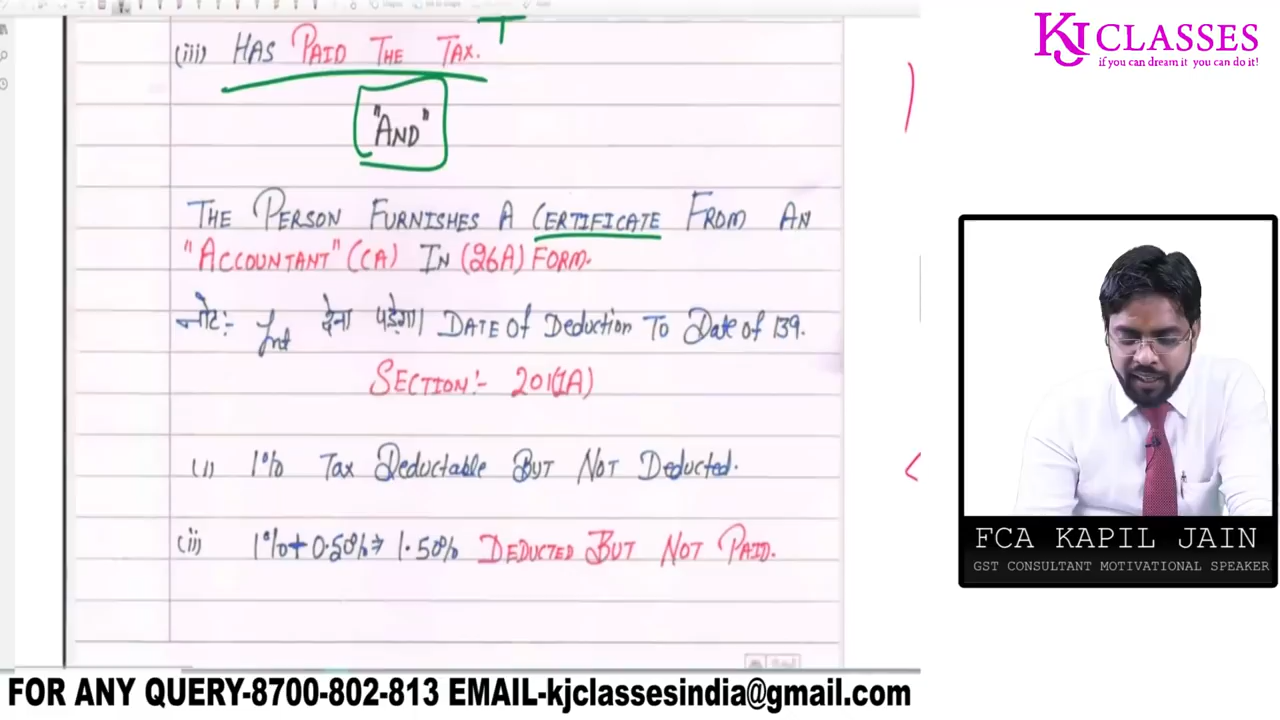 (iii) HAS PAID THE TAX.
"AND"
THE PERSON FURNISHES A CERTIFICATE FROM AN
"ACCOUNTANT" (CA) IN (26A) FORM.
नोट:- Int देना पड़ेगा। DATE OF Deduction TO Date of 139.
SECTION:- 201(1A)
(i) 1% Tax Deductable BUT NOT Deducted.
(ii) 1%+0.50%⇒ 1.50% DEDUCTED BUT NOT PAID.
KJ CLASSES
if you can dream it you can do it!
FCA KAPIL JAIN
GST CONSULTANT MOTIVATIONAL SPEAKER
FOR ANY QUERY-8700-802-813 EMAIL-kjclassesindia@gmail.com